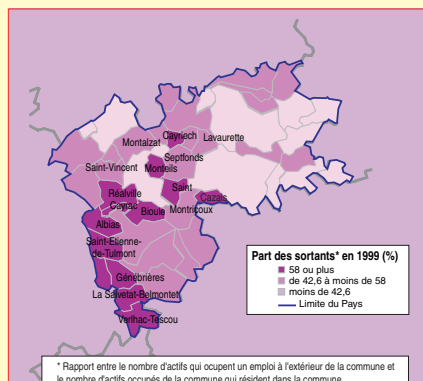 Cayriech
Lavaurette
Montalzat
Septfonds
Saint-Vincent
Monteils
Saint
Réalville
Cazals
Cayrac
Bioule
Montricoux
Albias
Saint-Etienne-
de-Tulmont
Génébrières
La Salvetat-Belmontet
Verlhac-Tescou
Part des sortants* en 1999 (%)
58 ou plus
de 42,6 à moins de 58
moins de 42,6
Limite du Pays
* Rapport entre le nombre d'actifs qui ocupent un emploi à l'extérieur de la commune et
le nombre d'actifs occupés de la commune qui résident dans la commune